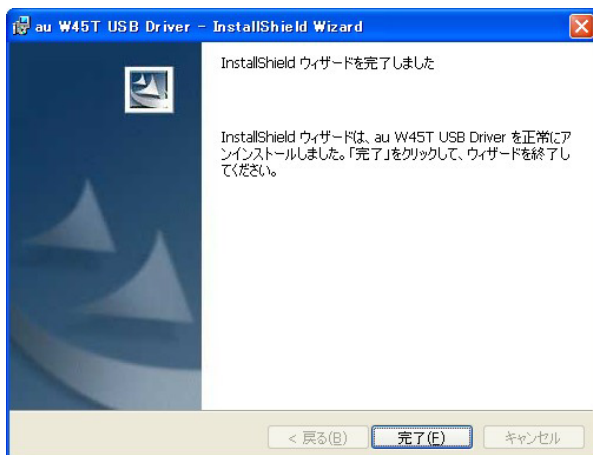 au W45T USB Driver - InstallShield Wizard
InstallShield ウィザードを完了しました
InstallShield ウィザードは、au W45T USB Driver を正常にア
ンインストールしました。「完了」をクリックして、ウィザードを終了し
てください。
< 戻る(B)
完了(F)
キャンセル